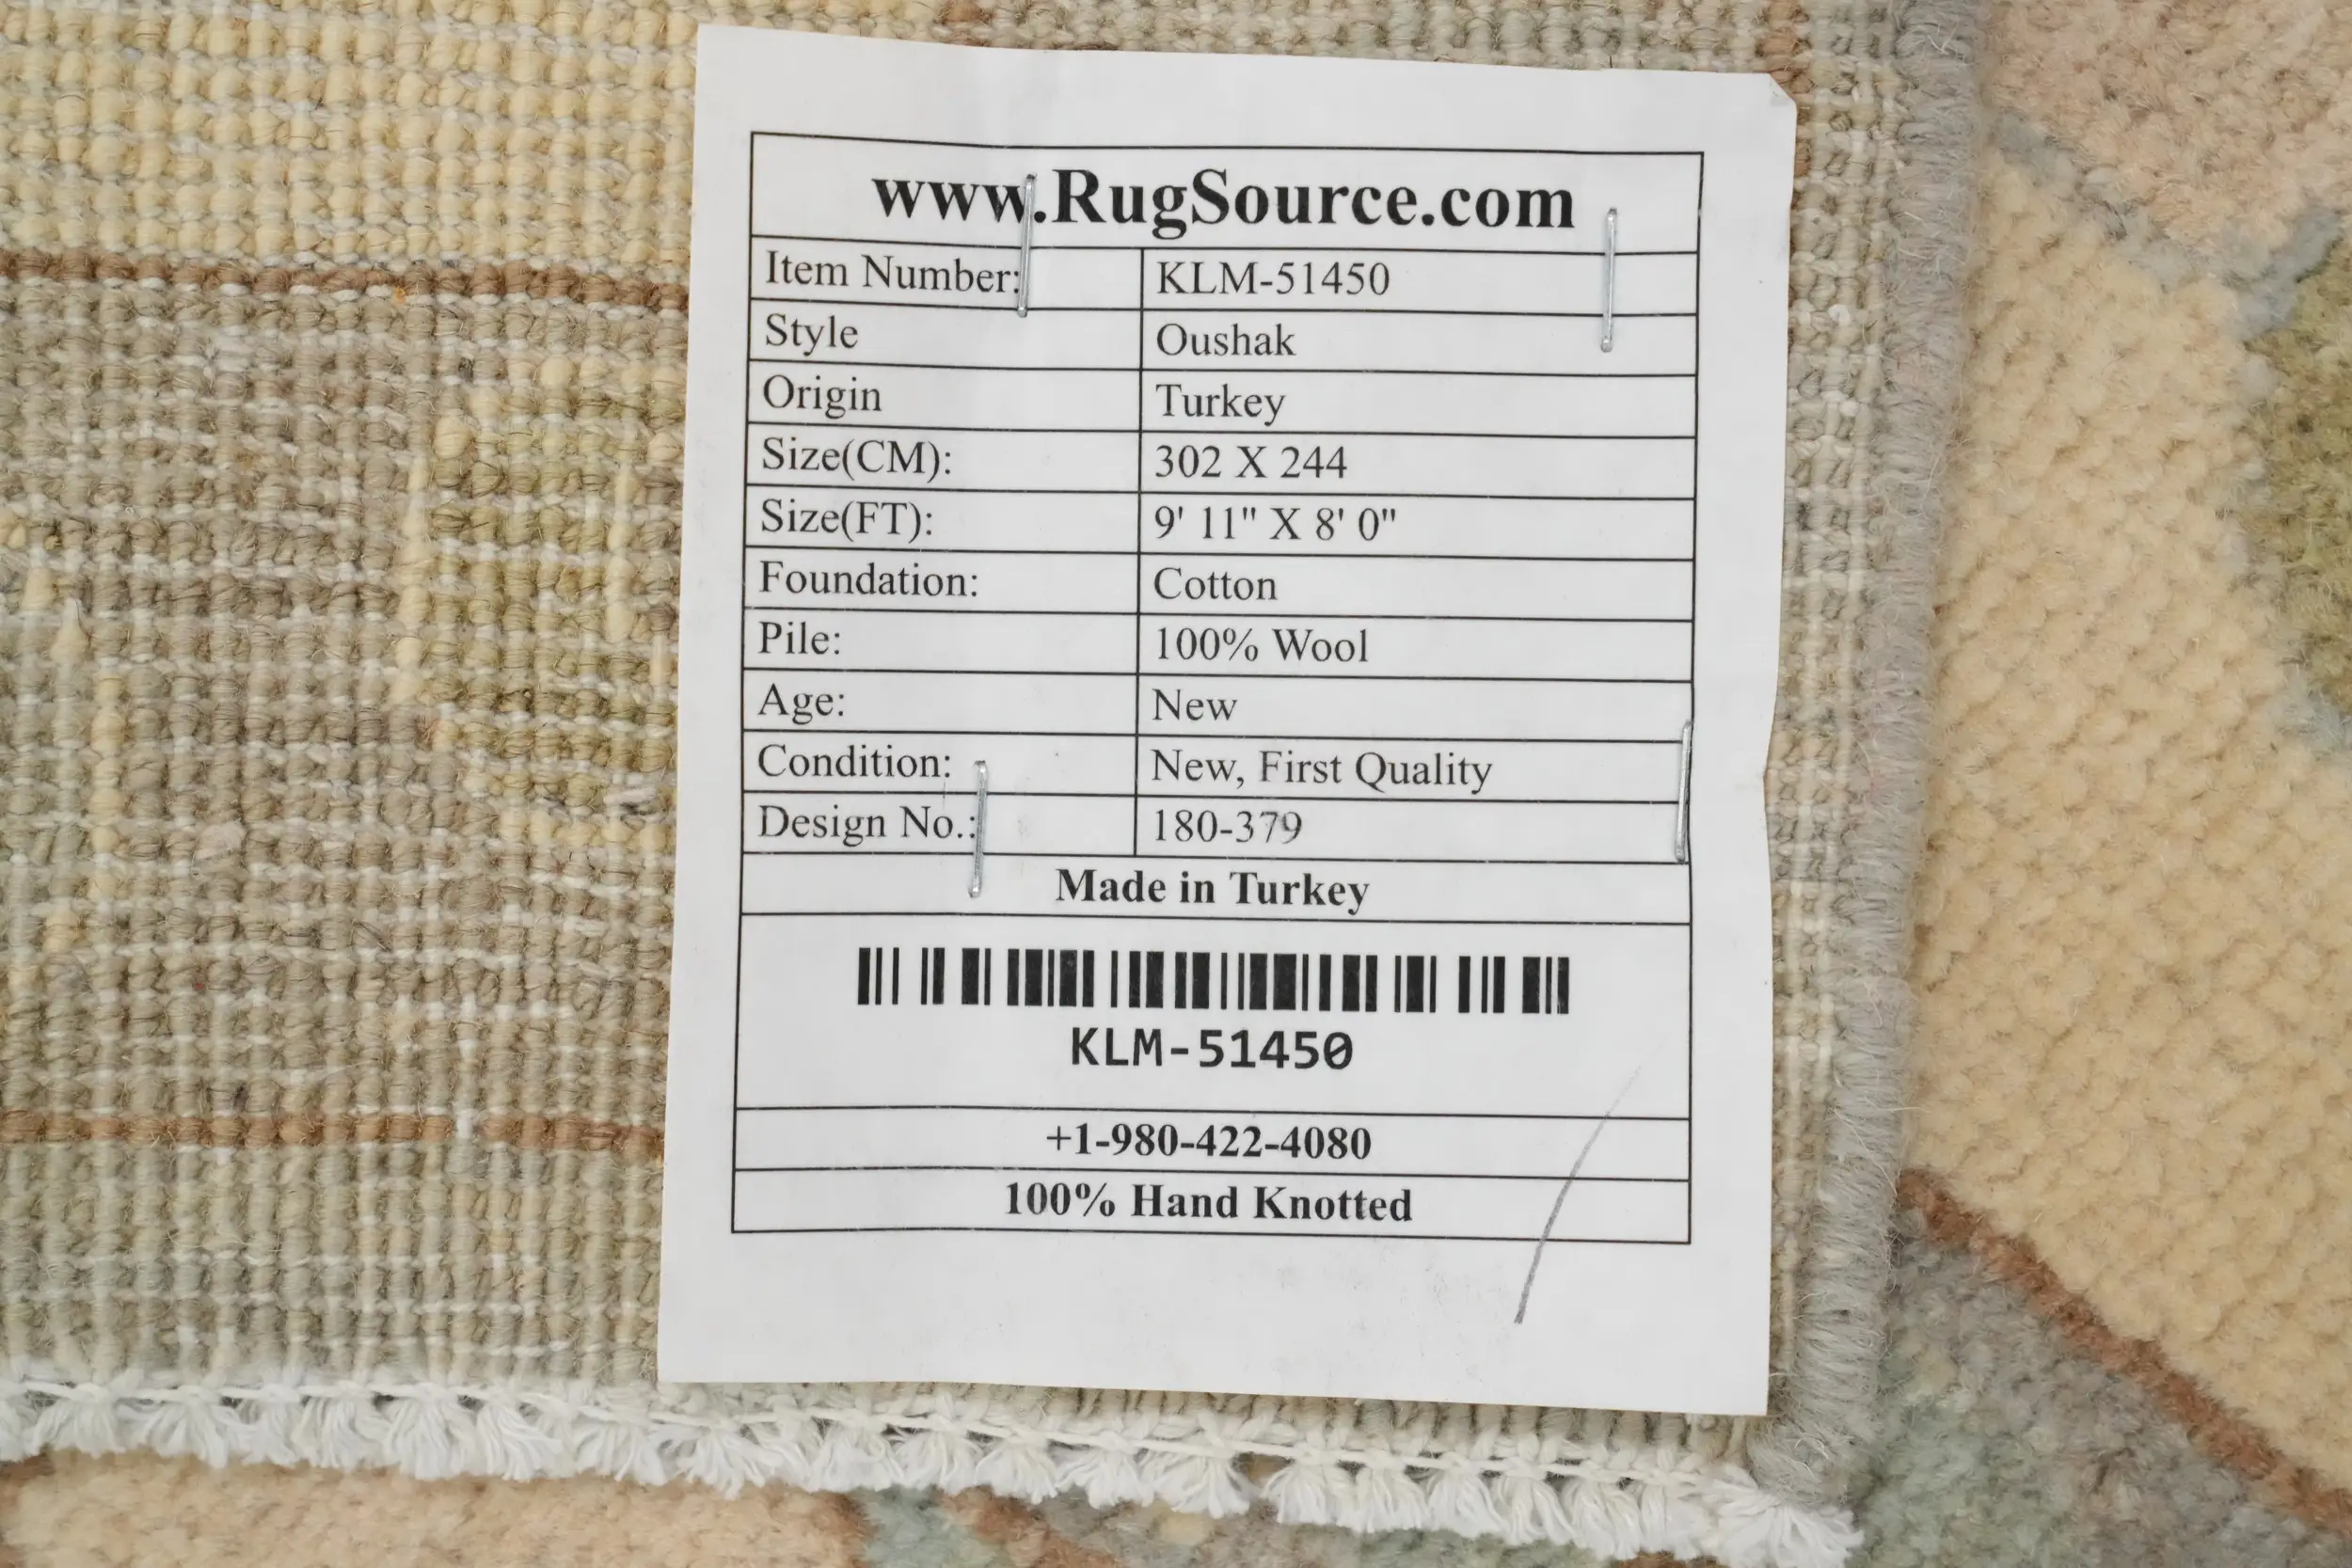 www.RugSource.com
Item Number: KLM-51450
Style Oushak
Origin Turkey
Size(CM): 302 X 244
Size(FT): 9' 11" X 8' 0"
Foundation: Cotton
Pile: 100% Wool
Age: New
Condition: New, First Quality
Design No.: 180-379
Made in Turkey
KLM-51450
+1-980-422-4080
100% Hand Knotted